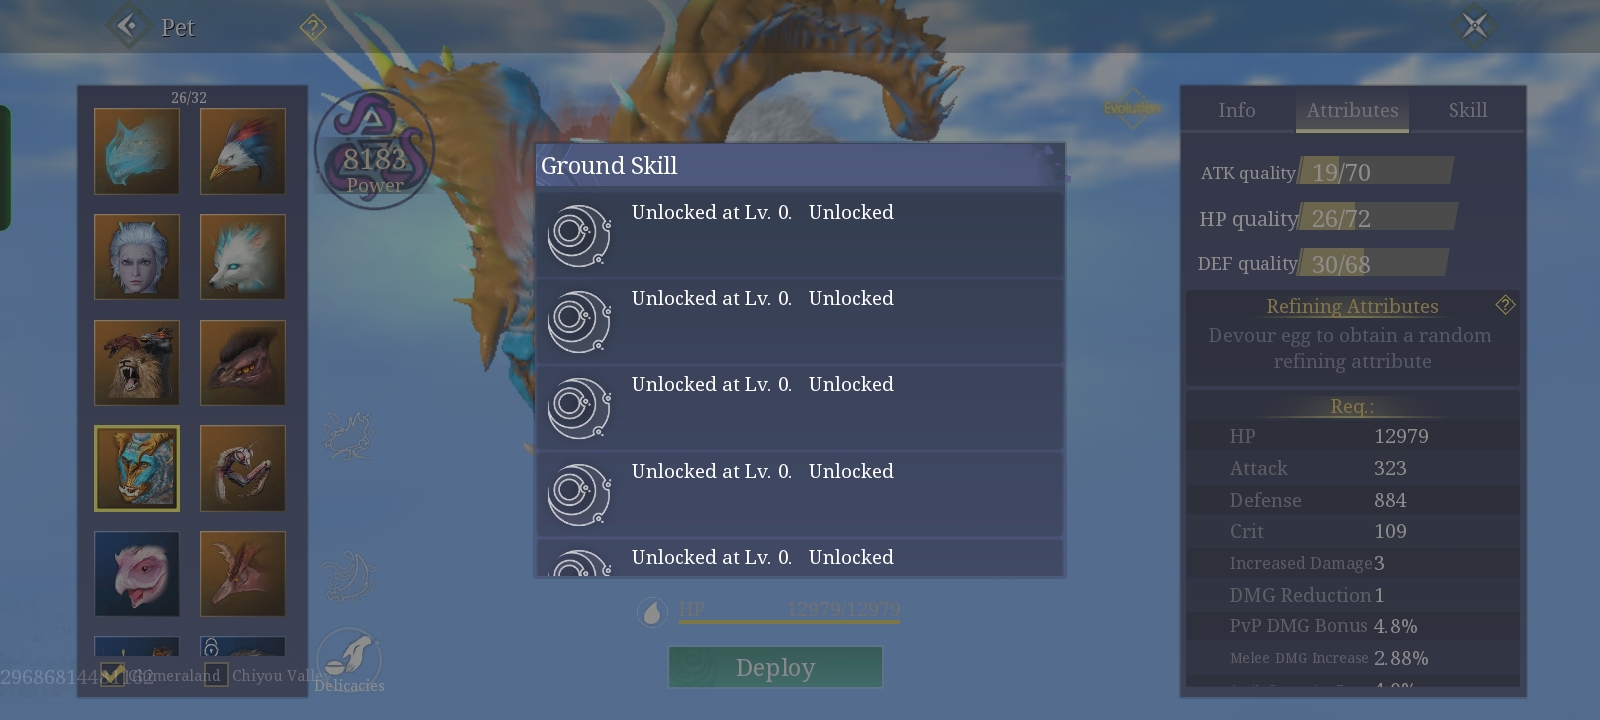 Pet
26/32
8183
Power
Evolution
Ground Skill
Unlocked at Lv. 0. Unlocked
Unlocked at Lv. 0. Unlocked
Unlocked at Lv. 0. Unlocked
Unlocked at Lv. 0. Unlocked
Unlocked at Lv. 0. Unlocked
HP 12979/12979
Deploy
Chiyou Valle
Delicacies
Info Attributes Skill
ATK quality 19/70
HP quality 26/72
DEF quality 30/68
Refining Attributes
Devour egg to obtain a random
refining attribute
Req.:
HP 12979
Attack 323
Defense 884
Crit 109
Increased Damage 3
DMG Reduction 1
PvP DMG Bonus 4.8%
Melee DMG Increase 2.88%